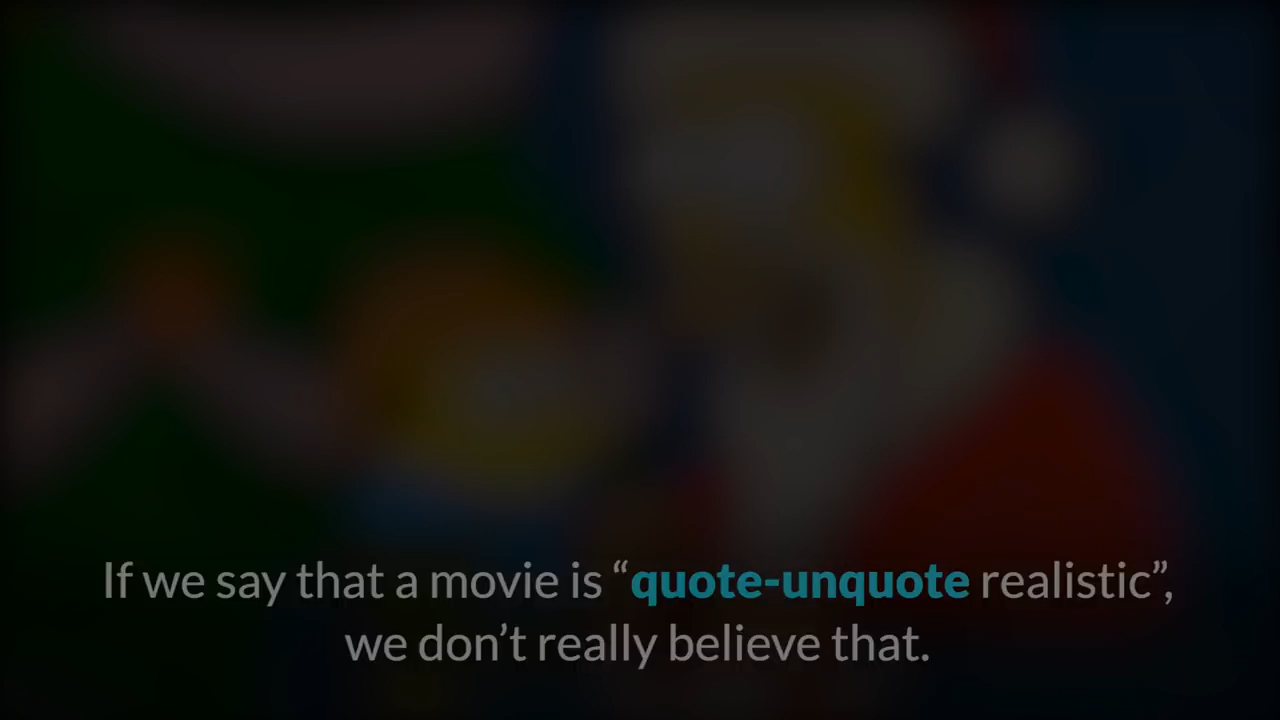 If we say that a movie is “quote-unquote realistic”,
we don’t really believe that.